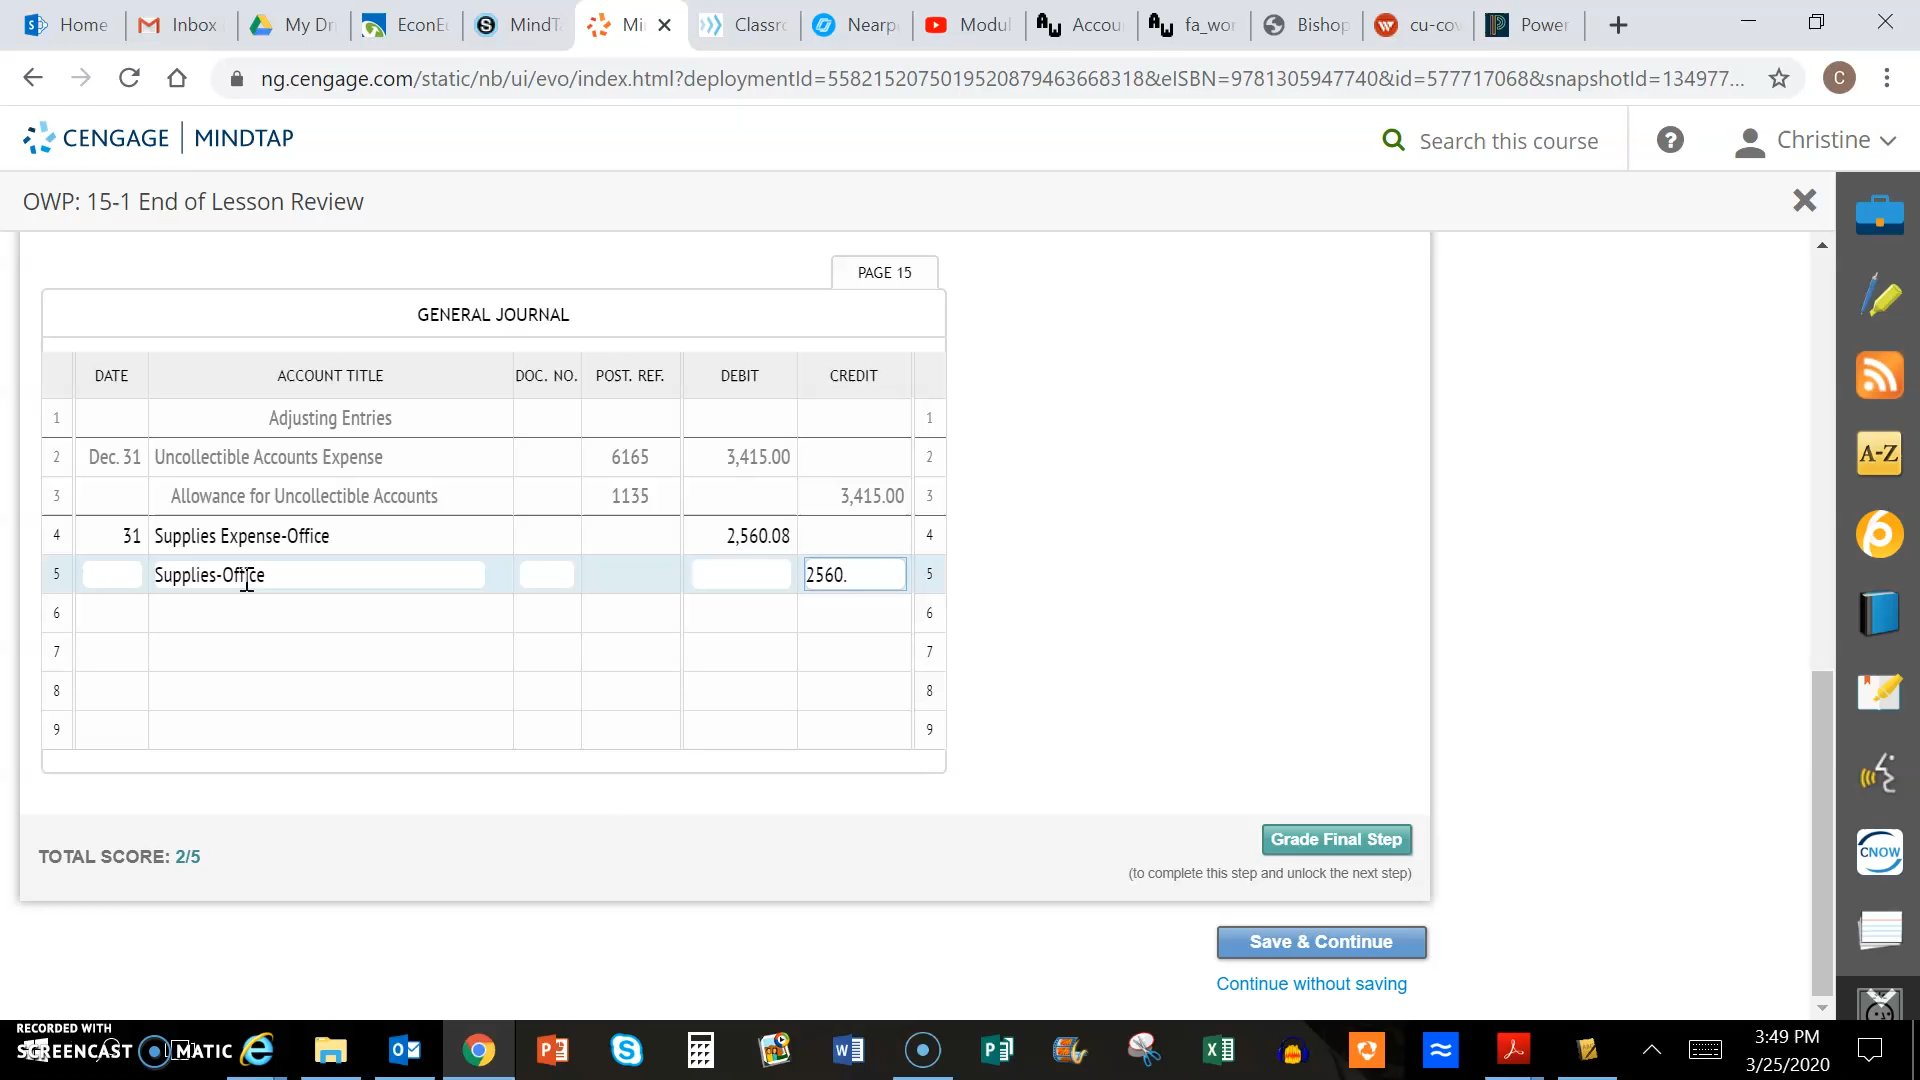 Home
Inbox
My Dr
EconE
MindT
Mi
Classro
Nearp
Modul
Accou
fa_wor
Bishop
cu-cov
Power
ng.cengage.com/static/nb/ui/evo/index.html?deploymentId=5582152075019520879463668318&eISBN=9781305947740&id=577717068&snapshotId=134977...
C
CENGAGE | MINDTAP
Search this course
?
Christine
OWP: 15-1 End of Lesson Review
PAGE 15
GENERAL JOURNAL
DATE ACCOUNT TITLE DOC. NO. POST. REF. DEBIT CREDIT
1 Adjusting Entries 1
2 Dec. 31 Uncollectible Accounts Expense 6165 3,415.00 2
3 Allowance for Uncollectible Accounts 1135 3,415.00 3
4 31 Supplies Expense-Office 2,560.08 4
5 Supplies-Office 2560. 5
6 6
7 7
8 8
9 9
TOTAL SCORE: 2/5
Grade Final Step
(to complete this step and unlock the next step)
Save & Continue
Continue without saving
A-Z
CNOW
RECORDED WITH
SCREENCAST MATIC
3:49 PM
3/25/2020